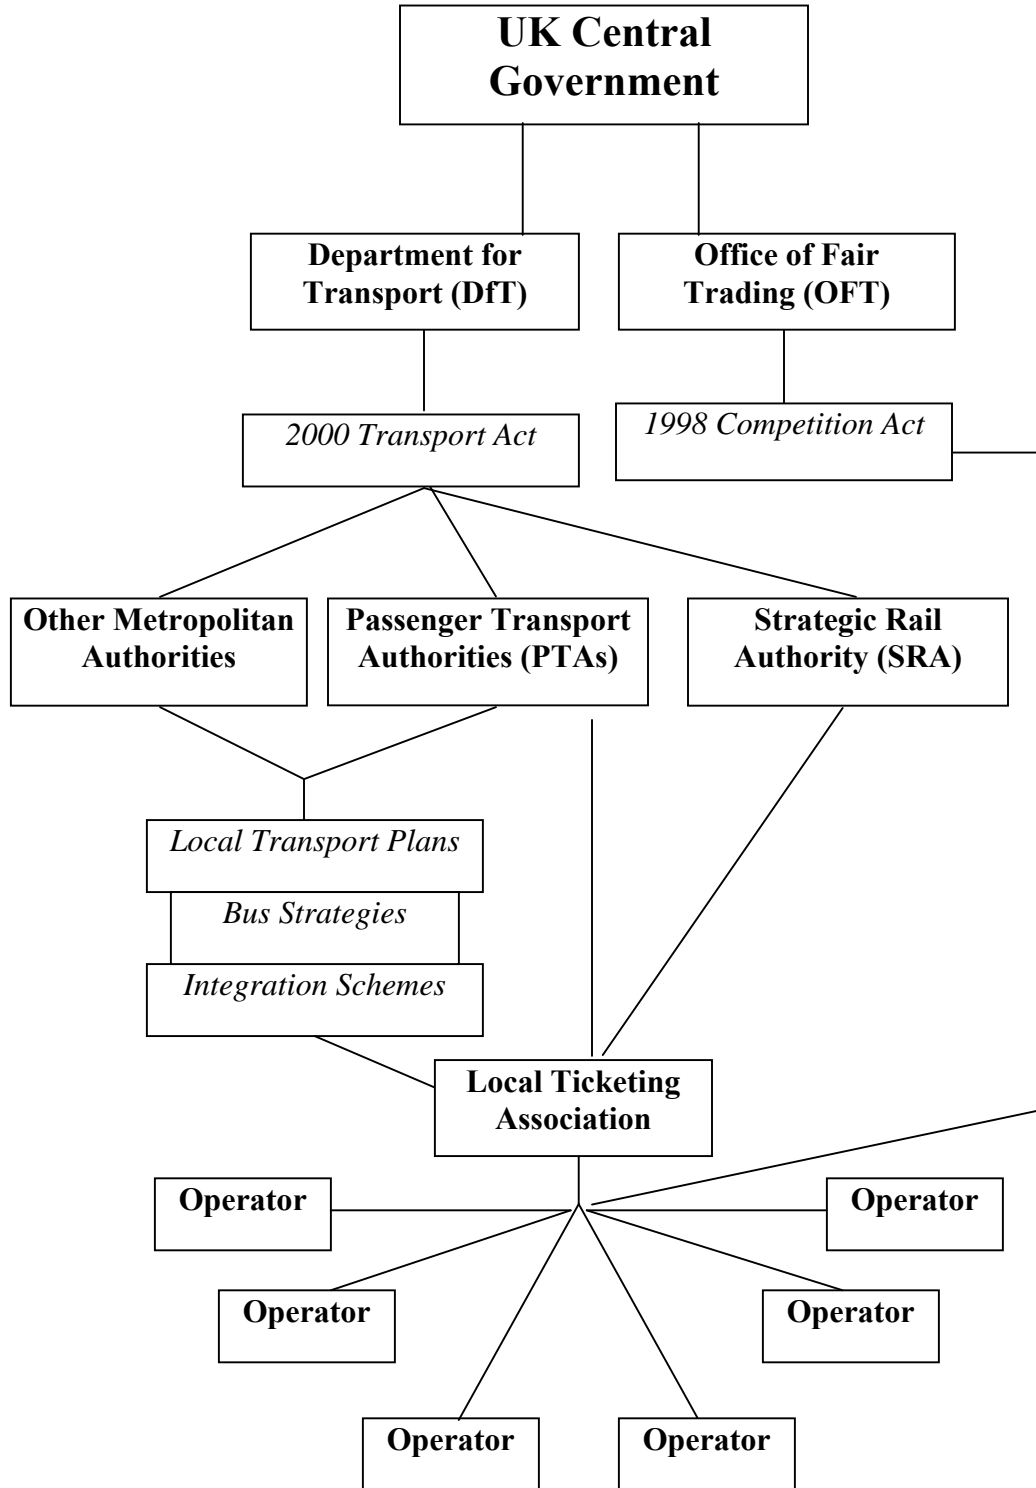 UK Central
Government
Department for
Transport (DfT)
Office of Fair
Trading (OFT)
2000 Transport Act
1998 Competition Act
Other Metropolitan
Authorities
Passenger Transport
Authorities (PTAs)
Strategic Rail
Authority (SRA)
Local Transport Plans
Bus Strategies
Integration Schemes
Local Ticketing
Association
Operator
Operator
Operator
Operator
Operator
Operator